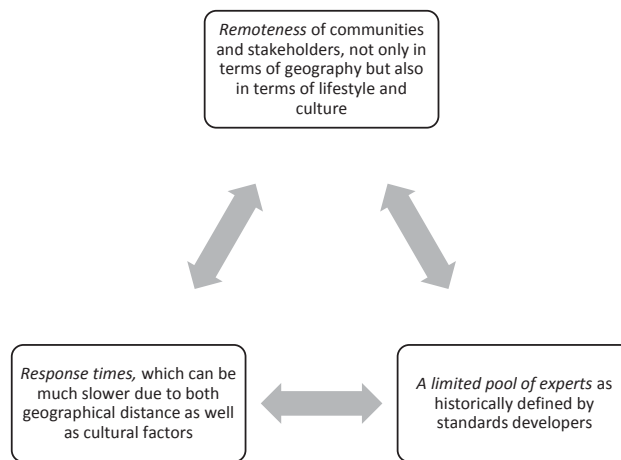 Remoteness of communities
and stakeholders, not only in
terms of geography but also
in terms of lifestyle and
culture
Response times, which can be
much slower due to both
geographical distance as well
as cultural factors
A limited pool of experts as
historically defined by
standards developers